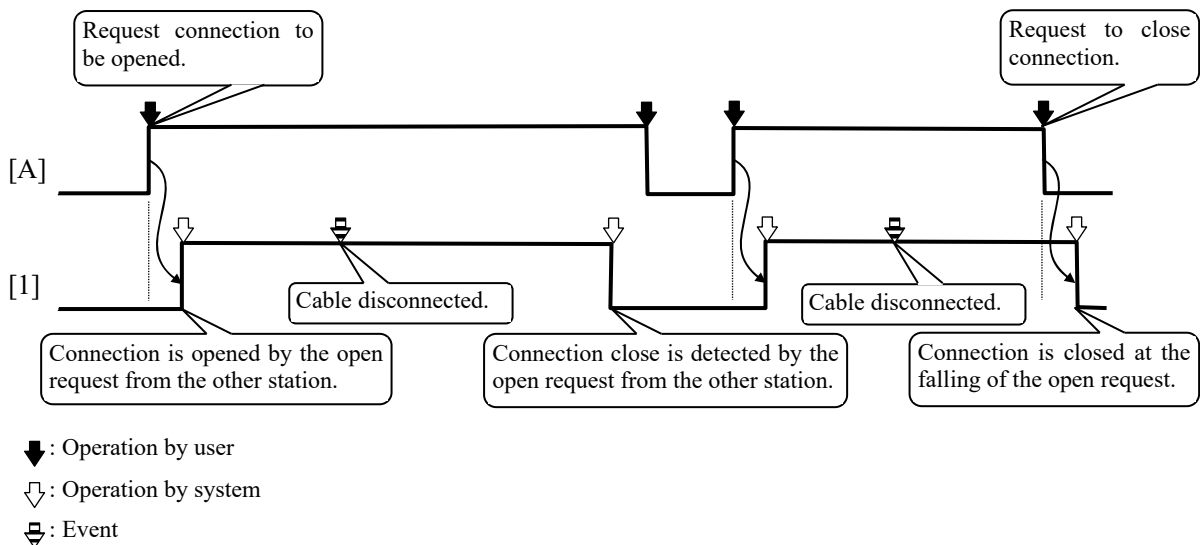 Request connection to
be opened.
Request to close
connection.
[A]
[1]
Cable disconnected.
Cable disconnected.
Connection is opened by the open
request from the other station.
Connection close is detected by the
open request from the other station.
Connection is closed at the
falling of the open request.
: Operation by user
: Operation by system
: Event